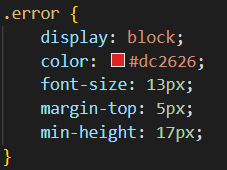 .error {
    display: block;
    color: #dc2626;
    font-size: 13px;
    margin-top: 5px;
    min-height: 17px;
}